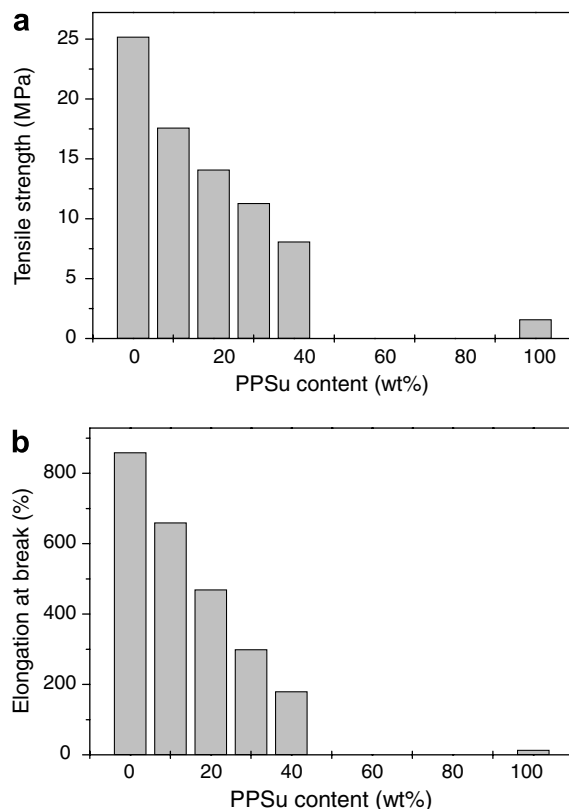 a
Tensile strength (MPa)
25
20
15
10
5
0
0 20 40 60 80 100
PPSu content (wt%)
b
Elongation at break (%)
800
600
400
200
0
0 20 40 60 80 100
PPSu content (wt%)